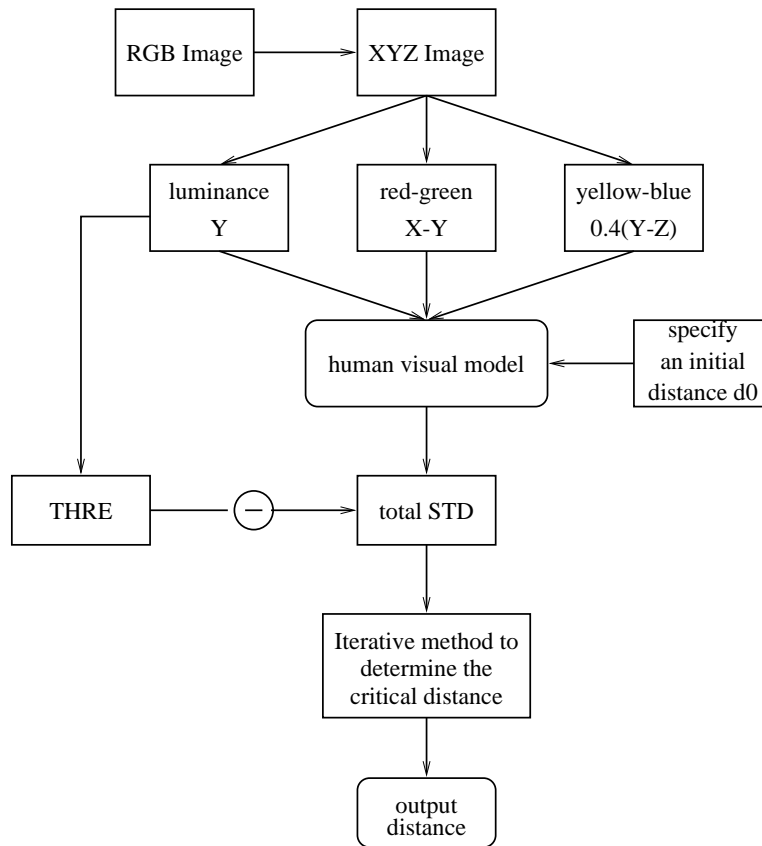 RGB Image
XYZ Image
luminance
Y
red-green
X-Y
yellow-blue
0.4(Y-Z)
human visual model
specify
an initial
distance d0
THRE
−
total STD
Iterative method to
determine the
critical distance
output
distance